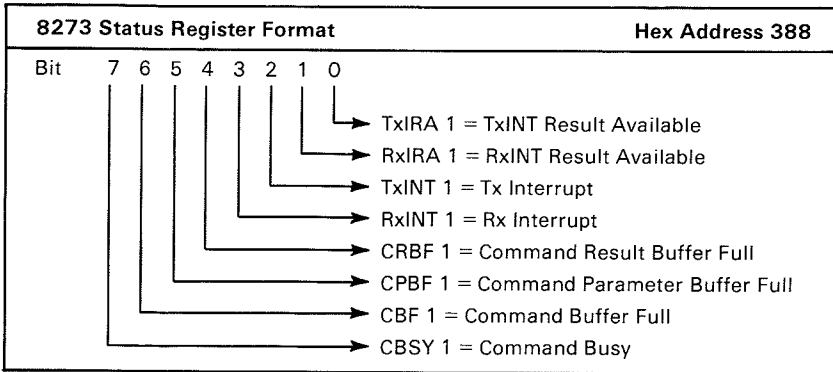 8273 Status Register Format Hex Address 388
Bit 7 6 5 4 3 2 1 0
TxIRA 1 = TxINT Result Available
RxIRA 1 = RxINT Result Available
TxINT 1 = Tx Interrupt
RxINT 1 = Rx Interrupt
CRBF 1 = Command Result Buffer Full
CPBF 1 = Command Parameter Buffer Full
CBF 1 = Command Buffer Full
CBSY 1 = Command Busy